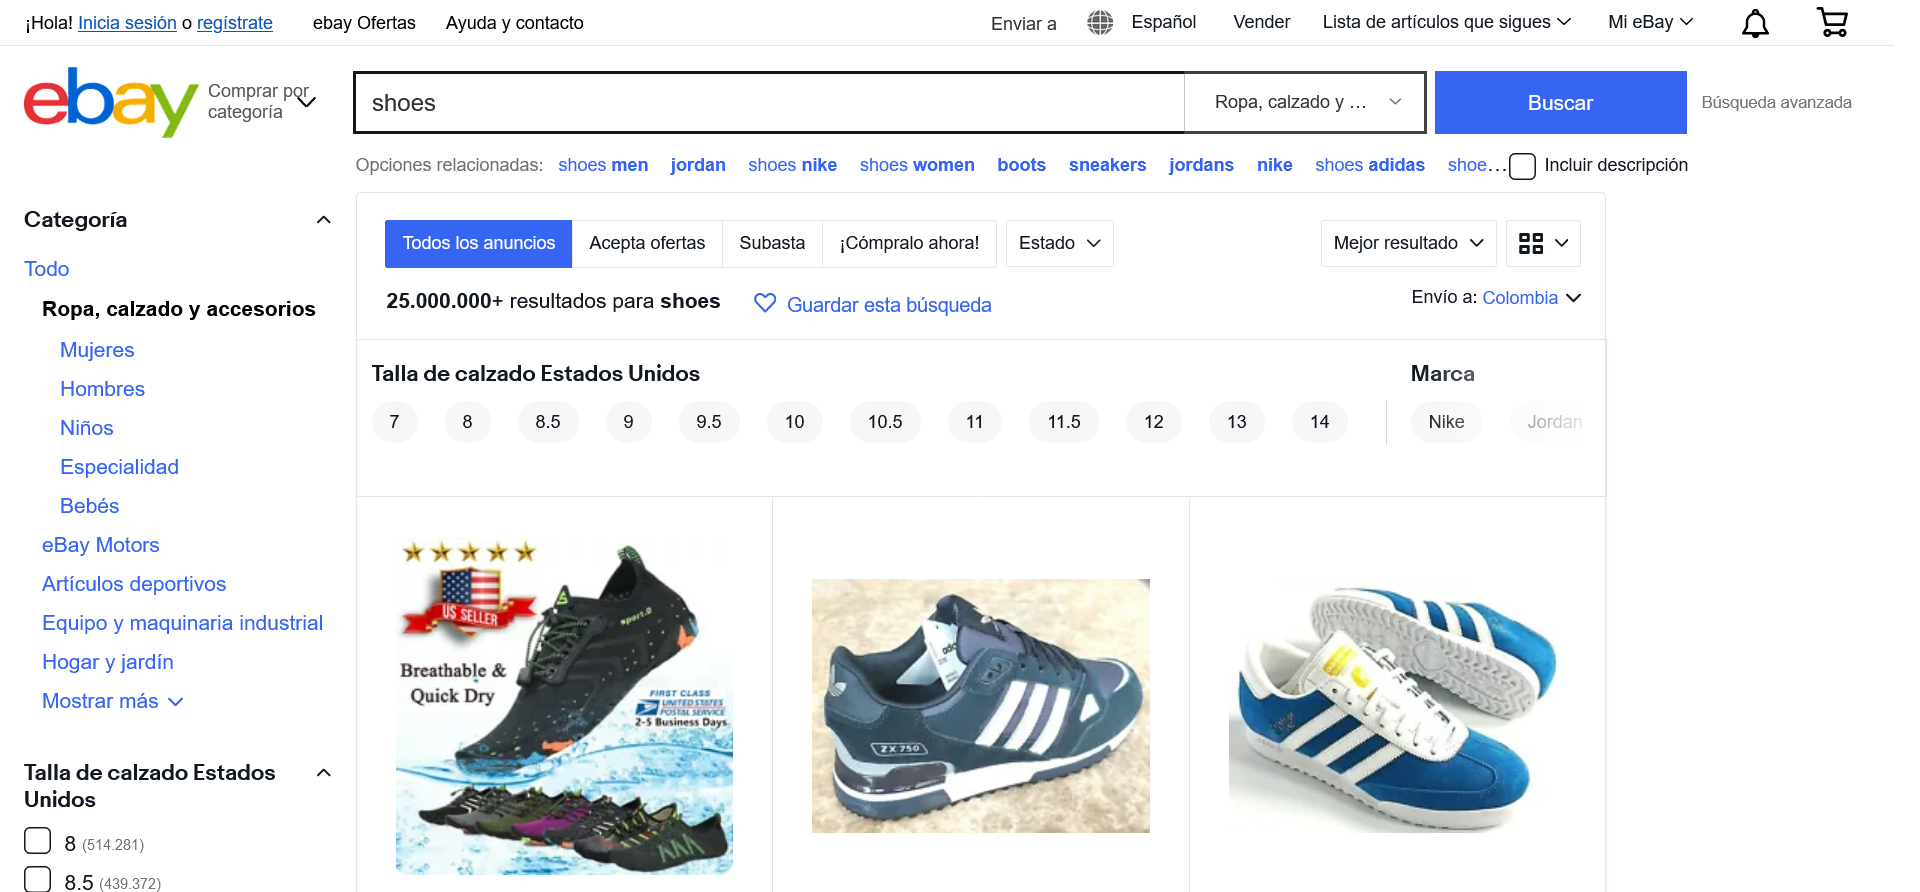 ¡Hola! Inicia sesión o regístrate
ebay Ofertas
Ayuda y contacto
Enviar a
Español
Vender
Lista de artículos que sigues
Mi eBay
ebay
Comprar por
categoría
shoes
Ropa, calzado y ...
Buscar
Búsqueda avanzada
Opciones relacionadas: shoes men jordan shoes nike shoes women boots sneakers jordans nike shoes adidas shoe...
Incluir descripción
Categoría
Todo
Ropa, calzado y accesorios
Mujeres
Hombres
Niños
Especialidad
Bebés
eBay Motors
Artículos deportivos
Equipo y maquinaria industrial
Hogar y jardín
Mostrar más
Talla de calzado Estados
Unidos
8 (514.281)
8.5 (439.372)
Todos los anuncios
Acepta ofertas
Subasta
¡Cómpralo ahora!
Estado
Mejor resultado
25.000.000+ resultados para shoes
Guardar esta búsqueda
Envío a: Colombia
Talla de calzado Estados Unidos
7 8 8.5 9 9.5 10 10.5 11 11.5 12 13 14
Marca
Nike Jordan
US SELLER
sport.0
Breathable &
Quick Dry
FIRST CLASS
UNITED STATES
POSTAL SERVICE
2-5 Business Days
ZX 750